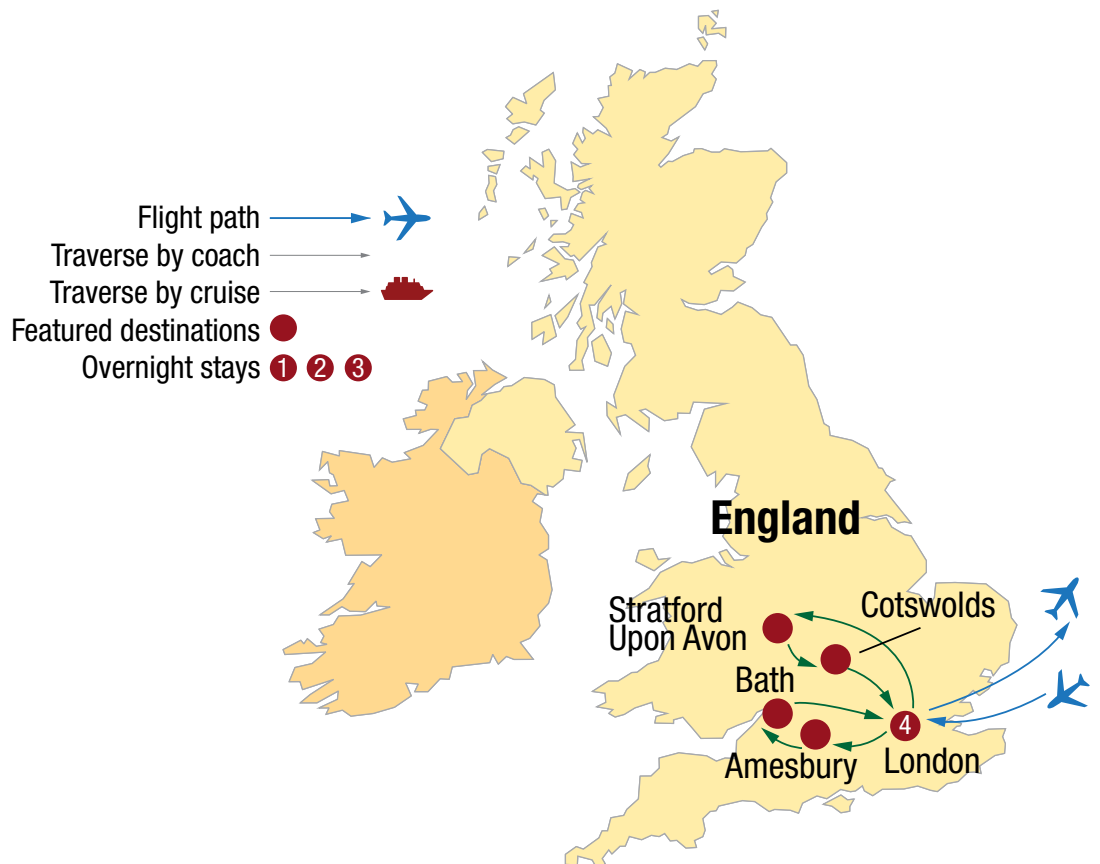 Flight path
Traverse by coach
Traverse by cruise
Featured destinations
Overnight stays 1 2 3
England
Stratford
Upon Avon
Cotswolds
Bath
4
Amesbury
London